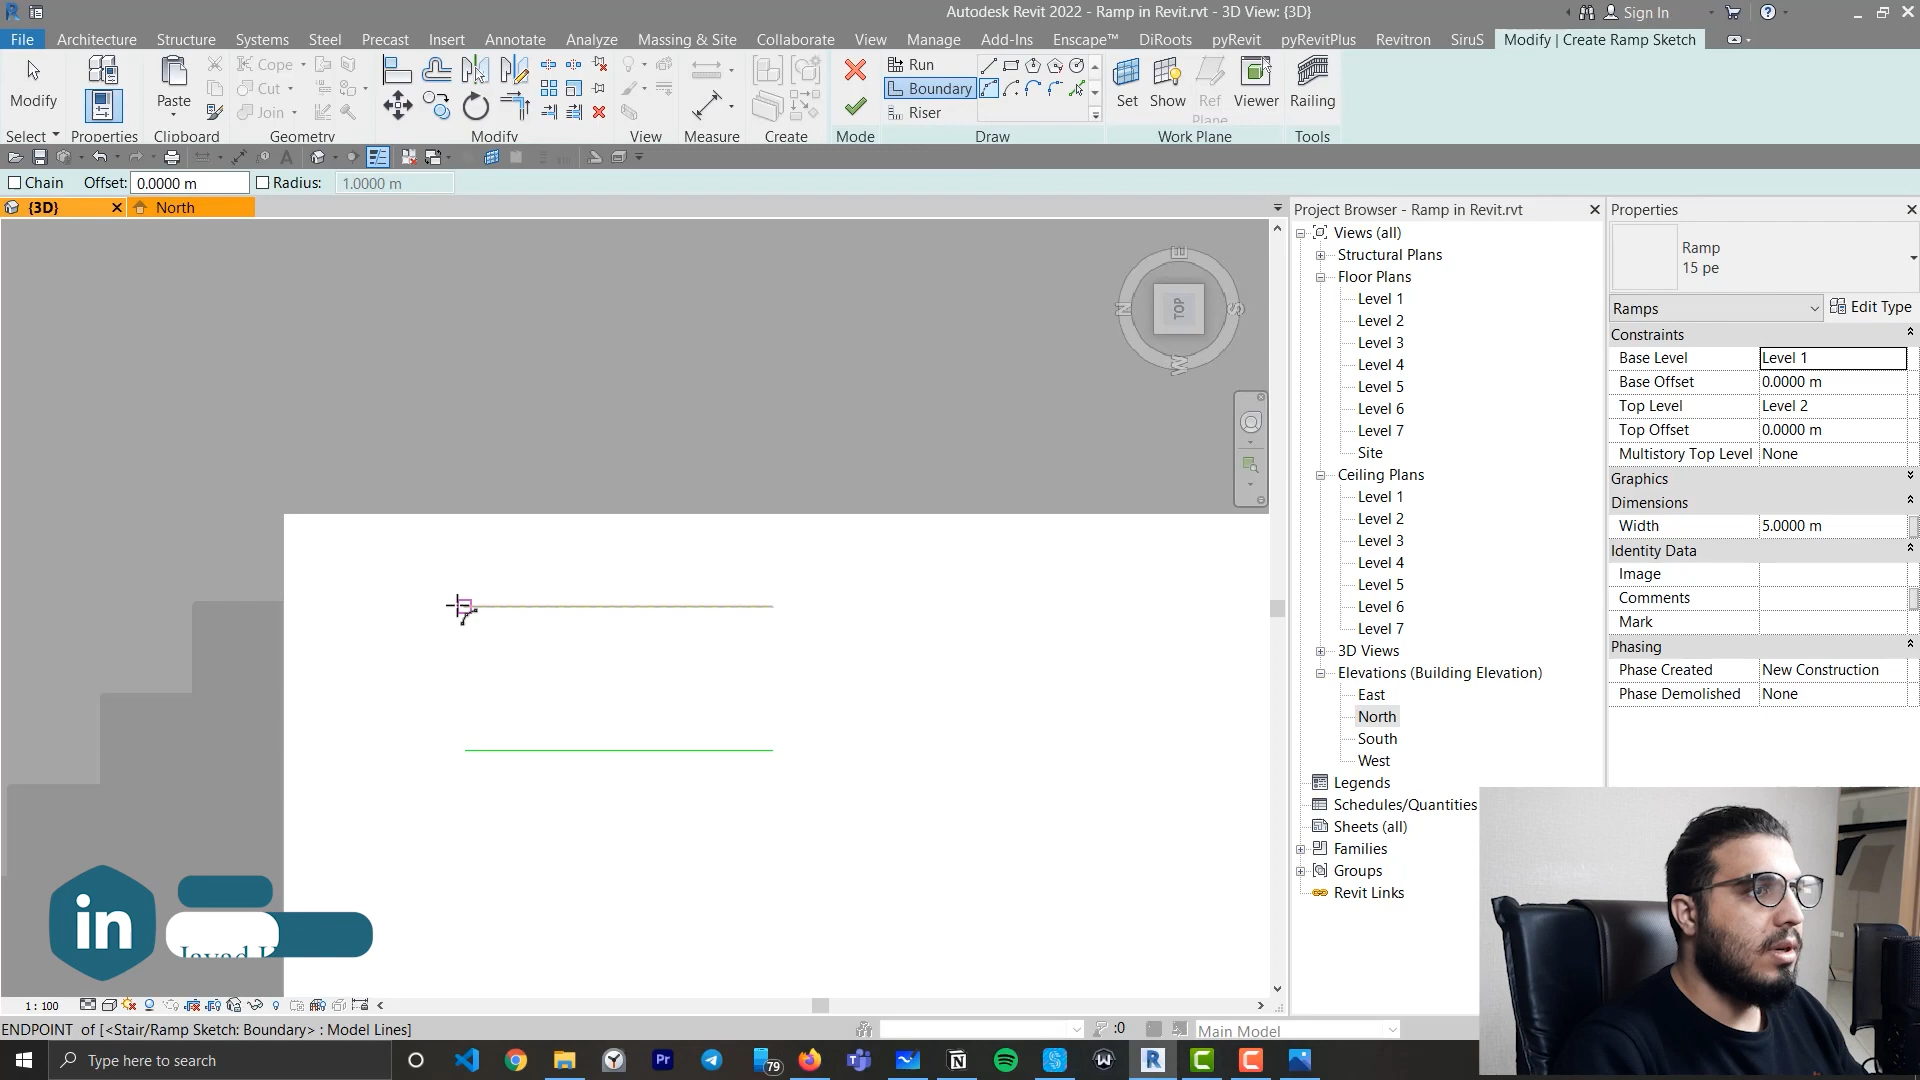 Autodesk Revit 2022 - Ramp in Revit.rvt - 3D View: {3D}
Sign In
File Architecture Structure Systems Steel Precast Insert Annotate Analyze Massing & Site Collaborate View Manage Add-Ins Enscape™ DiRoots pyRevit pyRevitPlus Revitron SiruS Modify | Create Ramp Sketch
Modify
Paste
Cope
Cut
Join
Run
Boundary
Riser
Set Show Ref Plane Viewer Railing
Select Properties Clipboard Geometry Modify View Measure Create Mode Draw Work Plane Tools
Chain Offset: 0.0000 m Radius: 1.0000 m
{3D} North
Project Browser - Ramp in Revit.rvt
Views (all)
Structural Plans
Floor Plans
Level 1
Level 2
Level 3
Level 4
Level 5
Level 6
Level 7
Site
Ceiling Plans
Level 1
Level 2
Level 3
Level 4
Level 5
Level 6
Level 7
3D Views
Elevations (Building Elevation)
East
North
South
West
Legends
Schedules/Quantities
Sheets (all)
Families
Groups
Revit Links
Properties
Ramp
15 pe
Ramps Edit Type
Constraints
Base Level Level 1
Base Offset 0.0000 m
Top Level Level 2
Top Offset 0.0000 m
Multistory Top Level None
Graphics
Dimensions
Width 5.0000 m
Identity Data
Image
Comments
Mark
Phasing
Phase Created New Construction
Phase Demolished None
TOP
E
N
S
W
in
Javad
1 : 100
ENDPOINT of [<Stair/Ramp Sketch: Boundary> : Model Lines]
:0
Main Model
Type here to search
Pr
79